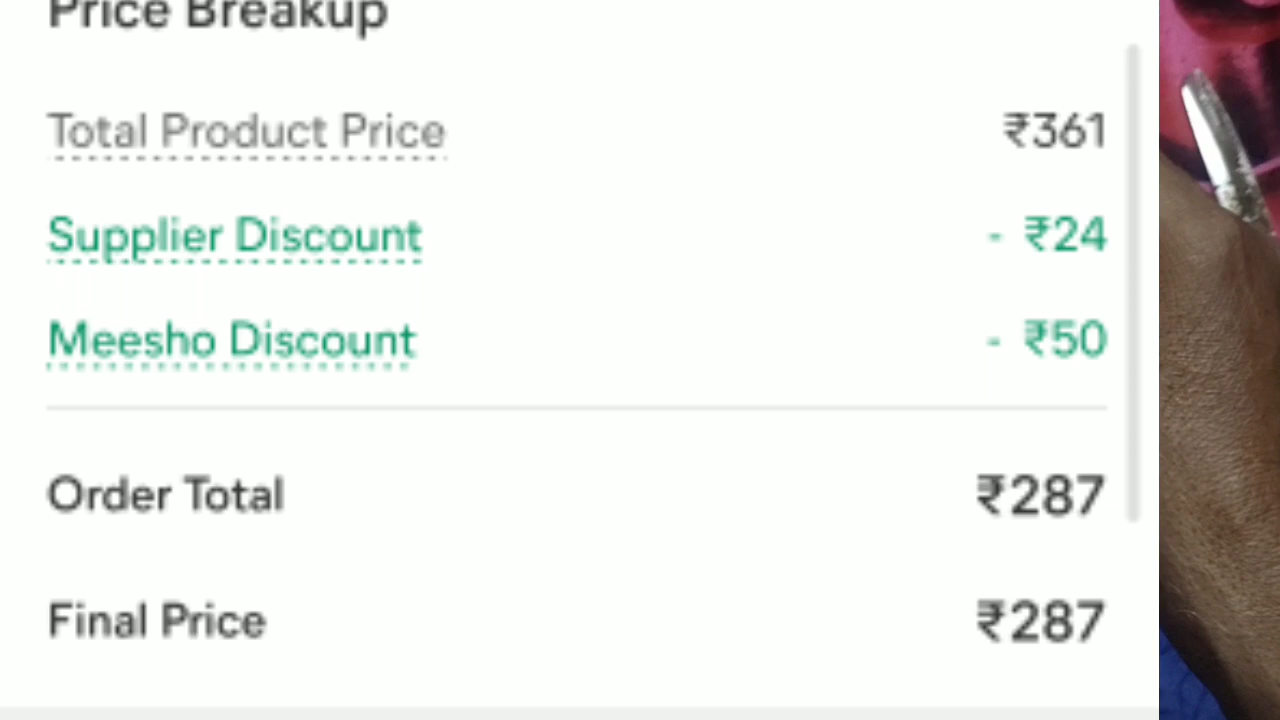 Price Breakup
Total Product Price ₹361
Supplier Discount - ₹24
Meesho Discount - ₹50
Order Total ₹287
Final Price ₹287